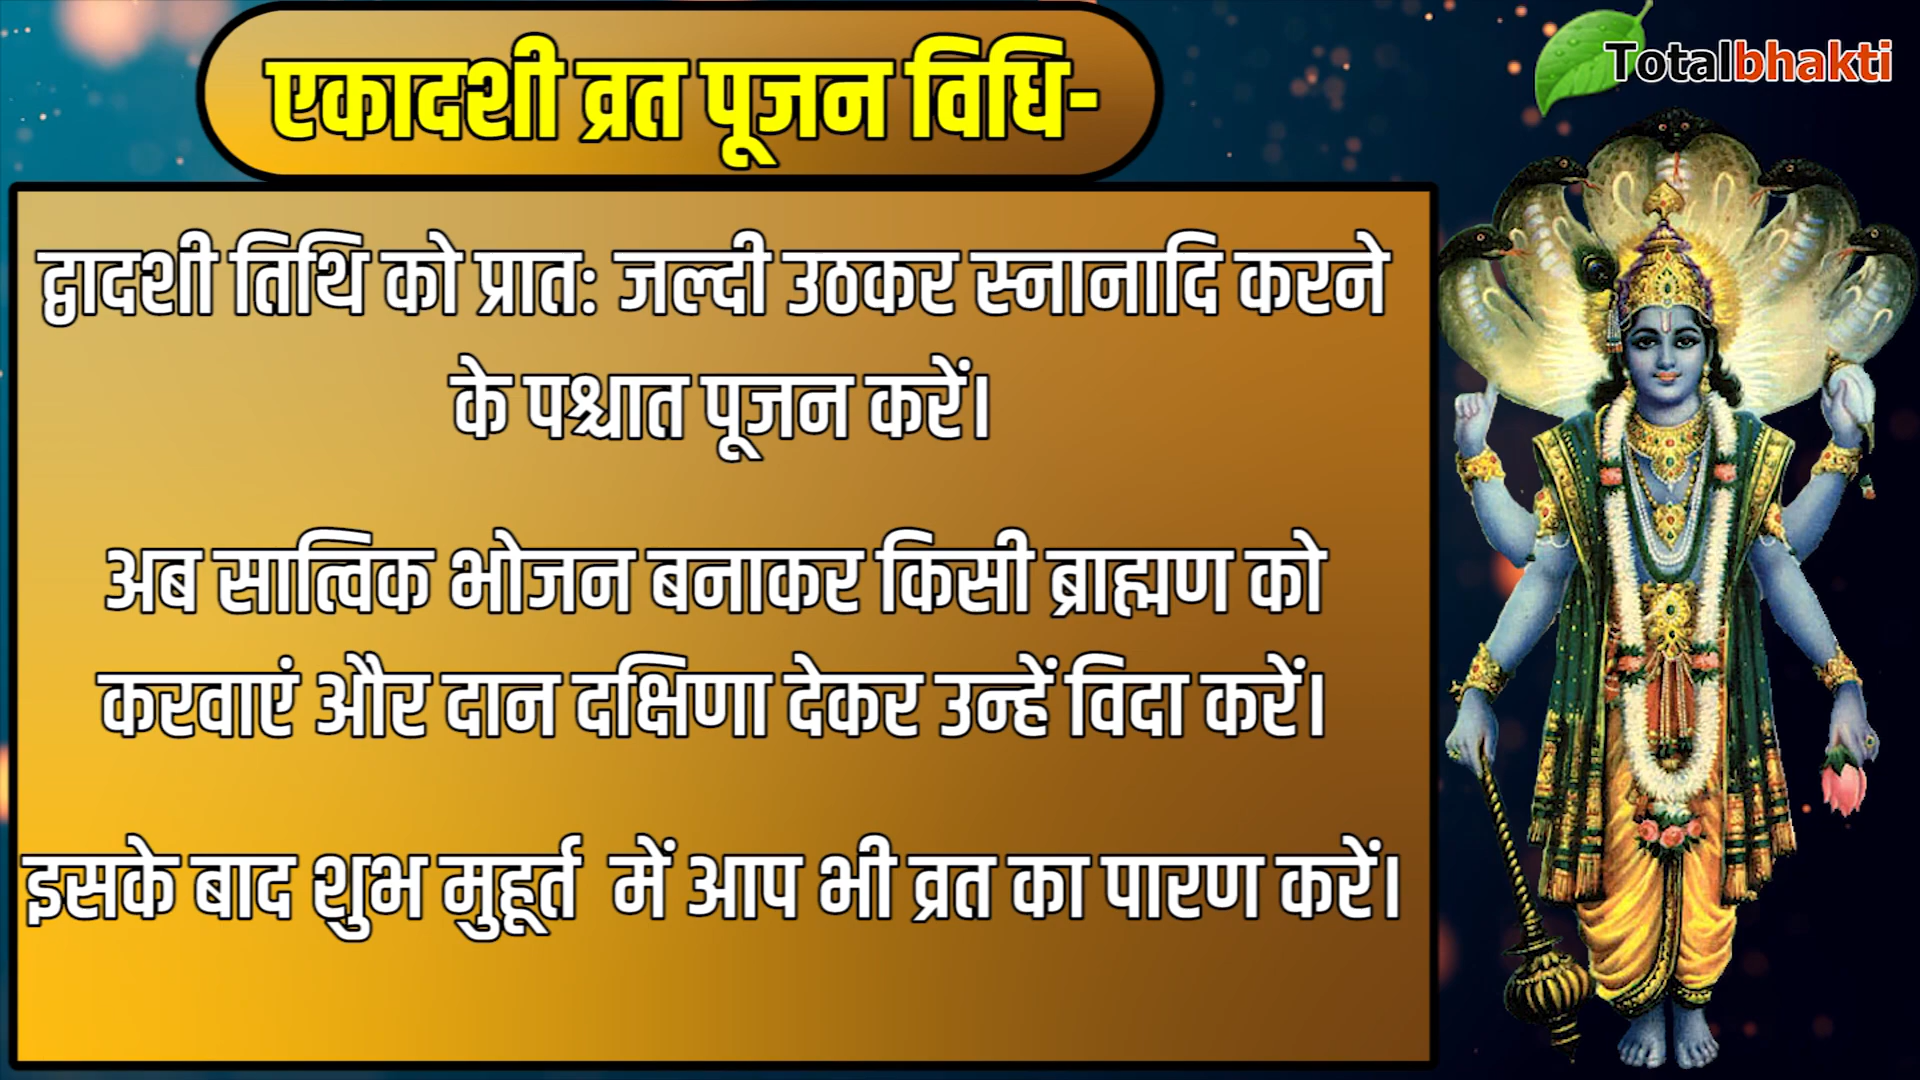 एकादशी व्रत पूजन विधि-
Totalbhakti
द्वादशी तिथि को प्रात: जल्दी उठकर स्नानादि करने
के पश्चात पूजन करें।
अब सात्विक भोजन बनाकर किसी ब्राह्मण को
करवाएं और दान दक्षिणा देकर उन्हें विदा करें।
इसके बाद शुभ मुहूर्त में आप भी व्रत का पारण करें।